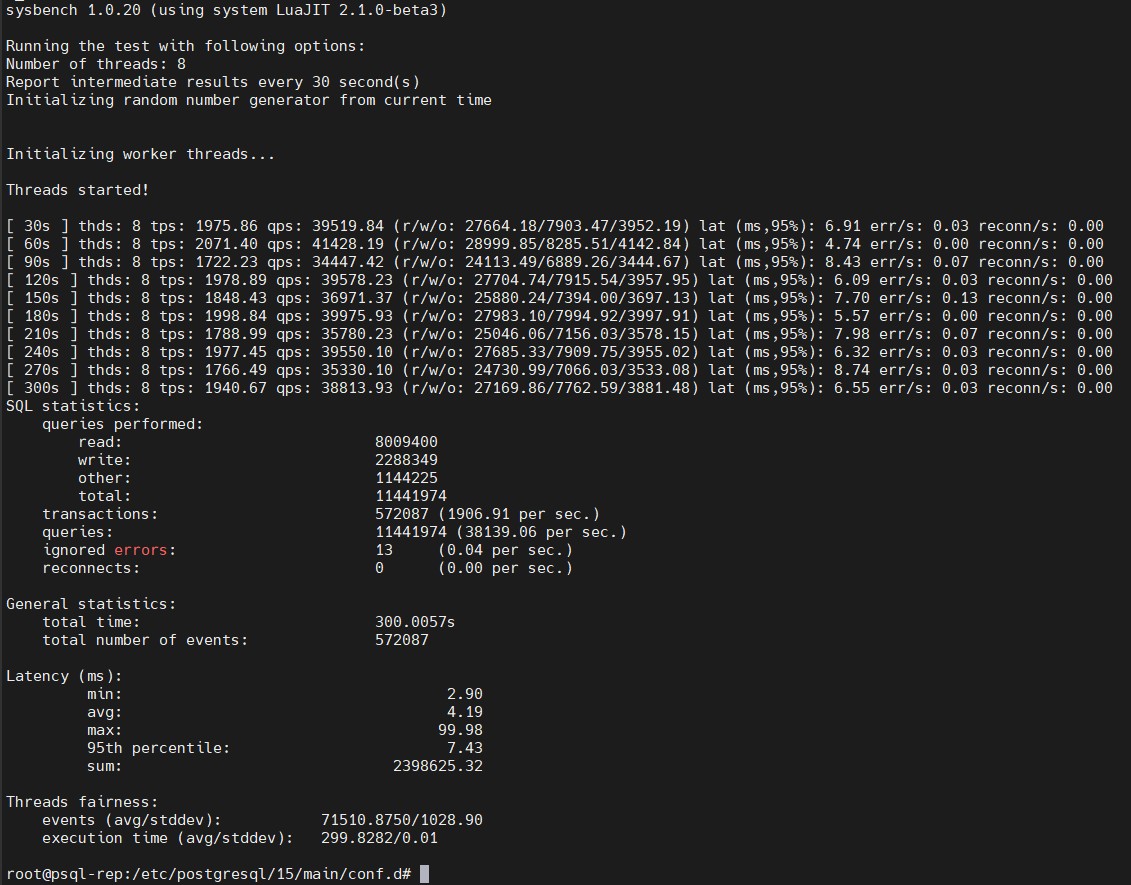 sysbench 1.0.20 (using system LuaJIT 2.1.0-beta3)
Running the test with following options:
Number of threads: 8
Report intermediate results every 30 second(s)
Initializing random number generator from current time
Initializing worker threads...
Threads started!
[ 30s ] thds: 8 tps: 1975.86 qps: 39519.84 (r/w/o: 27664.18/7903.47/3952.19) lat (ms,95%): 6.91 err/s: 0.03 reconn/s: 0.00
[ 60s ] thds: 8 tps: 2071.40 qps: 41428.19 (r/w/o: 28999.85/8285.51/4142.84) lat (ms,95%): 4.74 err/s: 0.00 reconn/s: 0.00
[ 90s ] thds: 8 tps: 1722.23 qps: 34447.42 (r/w/o: 24113.49/6889.26/3444.67) lat (ms,95%): 8.43 err/s: 0.07 reconn/s: 0.00
[ 120s ] thds: 8 tps: 1978.89 qps: 39578.23 (r/w/o: 27704.74/7915.54/3957.95) lat (ms,95%): 6.09 err/s: 0.03 reconn/s: 0.00
[ 150s ] thds: 8 tps: 1848.43 qps: 36971.37 (r/w/o: 25880.24/7394.00/3697.13) lat (ms,95%): 7.70 err/s: 0.13 reconn/s: 0.00
[ 180s ] thds: 8 tps: 1998.84 qps: 39975.93 (r/w/o: 27983.10/7994.92/3997.91) lat (ms,95%): 5.57 err/s: 0.00 reconn/s: 0.00
[ 210s ] thds: 8 tps: 1788.99 qps: 35780.23 (r/w/o: 25046.06/7156.03/3578.15) lat (ms,95%): 7.98 err/s: 0.07 reconn/s: 0.00
[ 240s ] thds: 8 tps: 1977.45 qps: 39550.10 (r/w/o: 27685.33/7909.75/3955.02) lat (ms,95%): 6.32 err/s: 0.03 reconn/s: 0.00
[ 270s ] thds: 8 tps: 1766.49 qps: 35330.10 (r/w/o: 24730.99/7066.03/3533.08) lat (ms,95%): 8.74 err/s: 0.03 reconn/s: 0.00
[ 300s ] thds: 8 tps: 1940.67 qps: 38813.93 (r/w/o: 27169.86/7762.59/3881.48) lat (ms,95%): 6.55 err/s: 0.03 reconn/s: 0.00
SQL statistics:
queries performed:
read: 8009400
write: 2288349
other: 1144225
total: 11441974
transactions: 572087 (1906.91 per sec.)
queries: 11441974 (38139.06 per sec.)
ignored errors: 13 (0.04 per sec.)
reconnects: 0 (0.00 per sec.)
General statistics:
total time: 300.0057s
total number of events: 572087
Latency (ms):
min: 2.90
avg: 4.19
max: 99.98
95th percentile: 7.43
sum: 2398625.32
Threads fairness:
events (avg/stddev): 71510.8750/1028.90
execution time (avg/stddev): 299.8282/0.01
root@psql-rep:/etc/postgresql/15/main/conf.d#